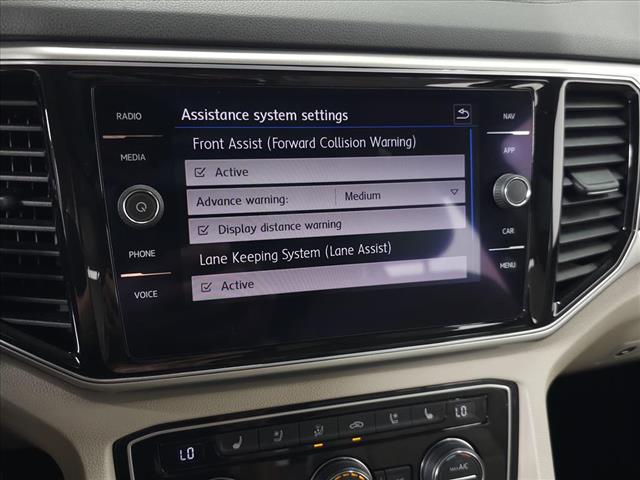 RADIO
MEDIA
PHONE
VOICE
Assistance system settings
Front Assist (Forward Collision Warning)
Active
Advance warning: Medium
Display distance warning
Lane Keeping System (Lane Assist)
Active
NAV
APP
CAR
MENU
LO
LO
MAX A/C